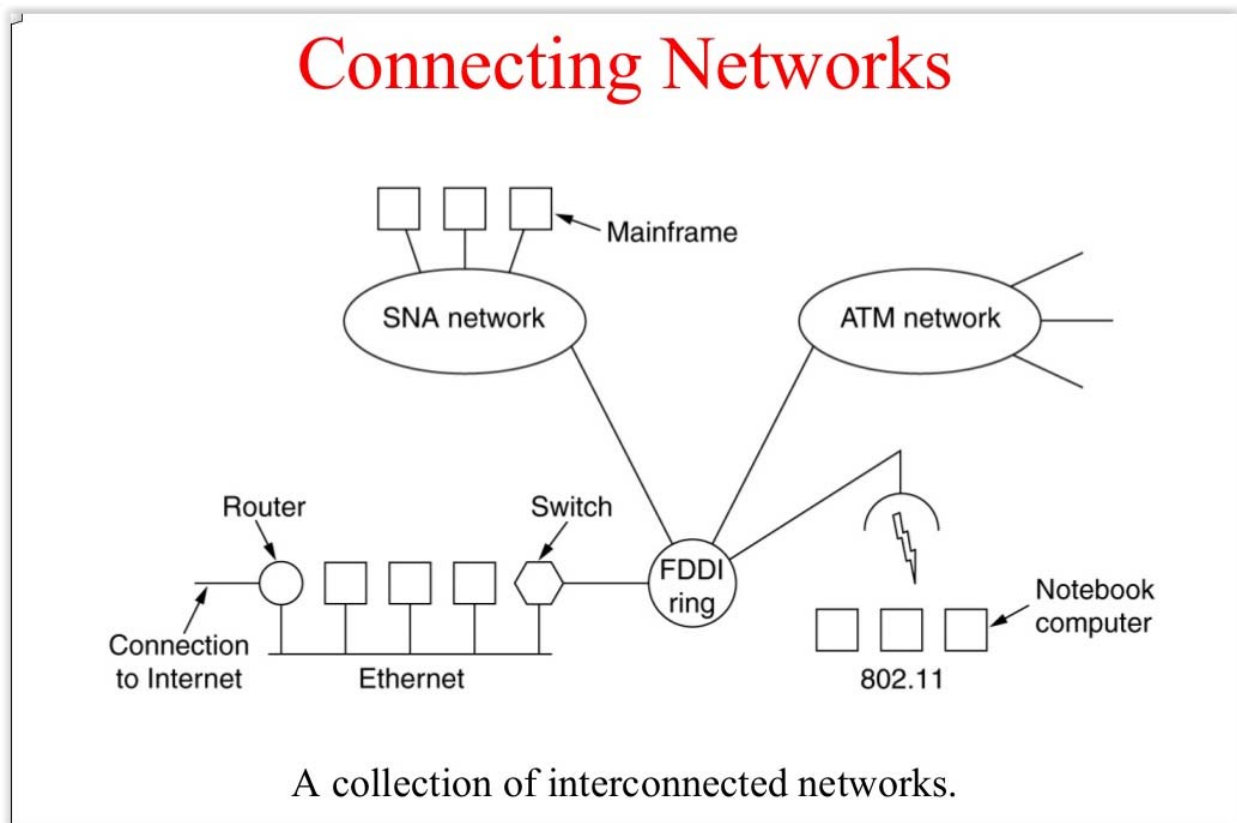 Connecting Networks
Mainframe
SNA network
ATM network
Router
Switch
FDDI
ring
Notebook
computer
Connection
to Internet
Ethernet
802.11
A collection of interconnected networks.